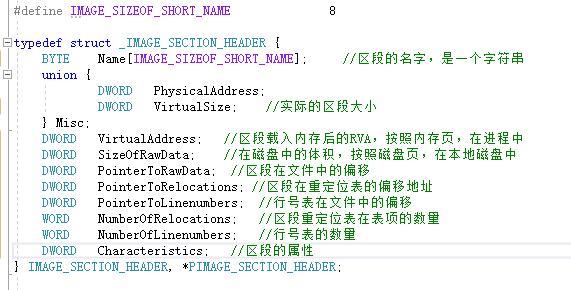 #define IMAGE_SIZEOF_SHORT_NAME 8
typedef struct _IMAGE_SECTION_HEADER {
BYTE Name[IMAGE_SIZEOF_SHORT_NAME]; //区段的名字，是一个字符串
union {
DWORD PhysicalAddress;
DWORD VirtualSize; //实际的区段大小
} Misc;
DWORD VirtualAddress; //区段载入内存后的RVA，按照内存页，在进程中
DWORD SizeOfRawData; //在磁盘中的体积，按照磁盘页，在本地磁盘中
DWORD PointerToRawData; //区段在文件中的偏移
DWORD PointerToRelocations; //区段在重定位表的偏移地址
DWORD PointerToLinenumbers; //行号表在文件中的偏移
WORD NumberOfRelocations; //区段重定位表在表项的数量
WORD NumberOfLinenumbers; //行号表的数量
DWORD Characteristics; //区段的属性
} IMAGE_SECTION_HEADER, *PIMAGE_SECTION_HEADER;